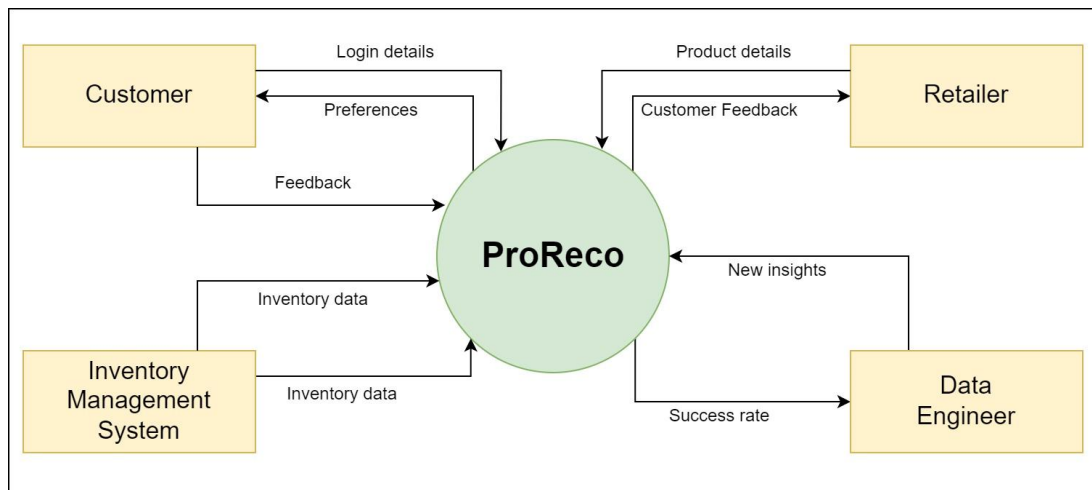 Login details
Product details
Customer
Preferences
Customer Feedback
Retailer
Feedback
ProReco
New insights
Inventory data
Inventory
Management
System
Inventory data
Success rate
Data
Engineer